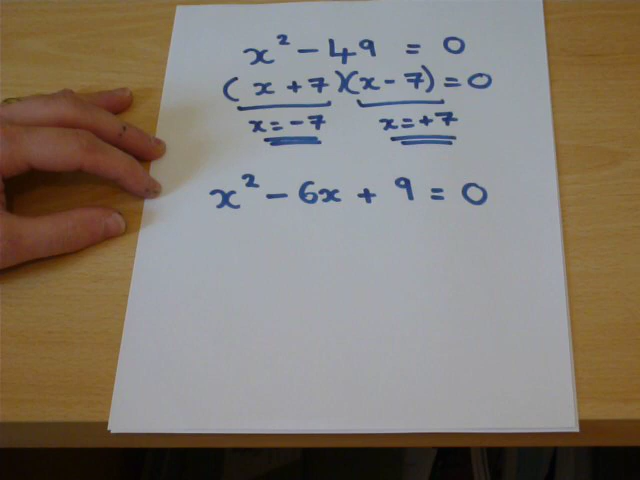 x² - 49 = 0
(x + 7)(x - 7) = 0
x = -7 x = +7
x² - 6x + 9 = 0